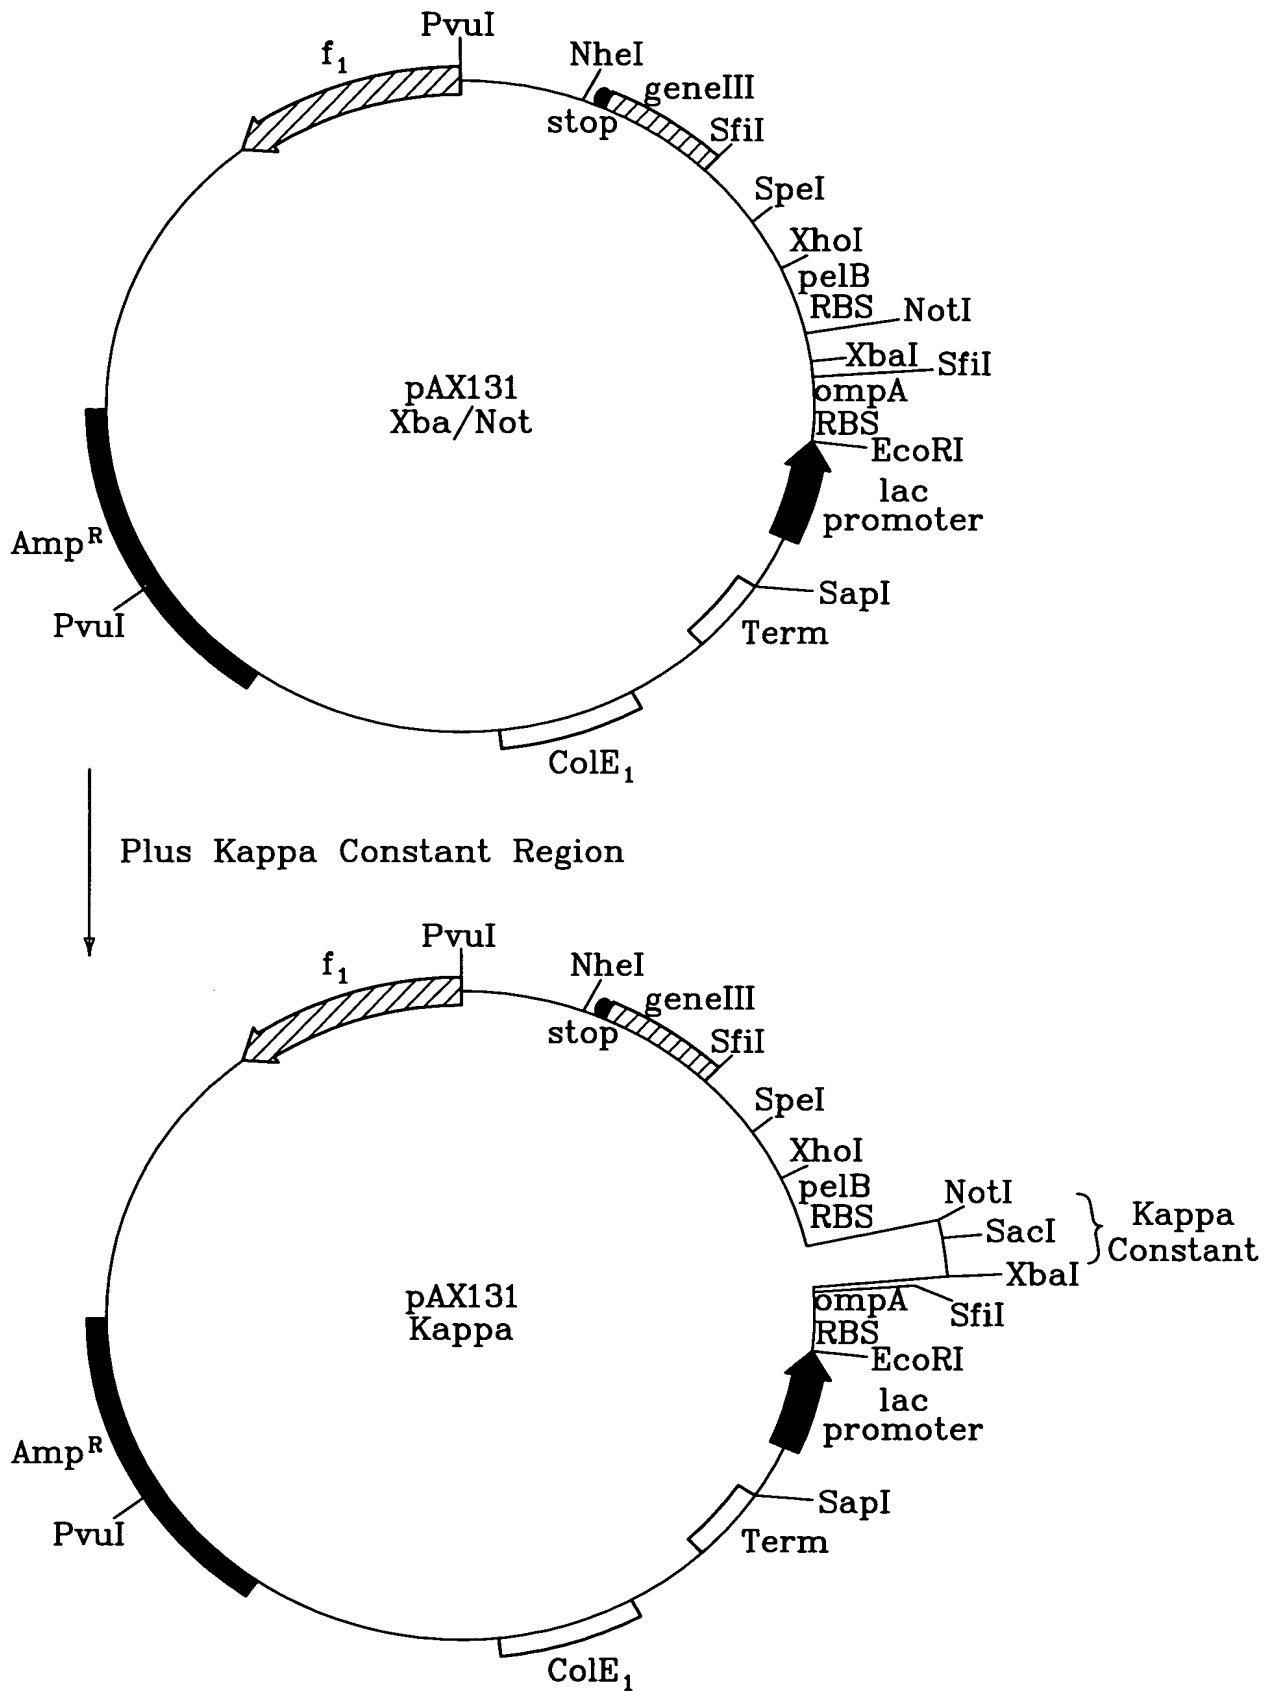 PvuI
f1
NheI
geneIII
stop
SfiI
SpeI
XhoI
pelB
RBS
NotI
XbaI
SfiI
pAX131
Xba/Not
ompA
RBS
EcoRI
lac
promoter
AmpR
SapI
PvuI
Term
ColE1
Plus Kappa Constant Region
PvuI
f1
NheI
geneIII
stop
SfiI
SpeI
XhoI
pelB
RBS
NotI
SacI
Kappa
Constant
XbaI
SfiI
pAX131
Kappa
ompA
RBS
EcoRI
lac
promoter
AmpR
SapI
PvuI
Term
ColE1